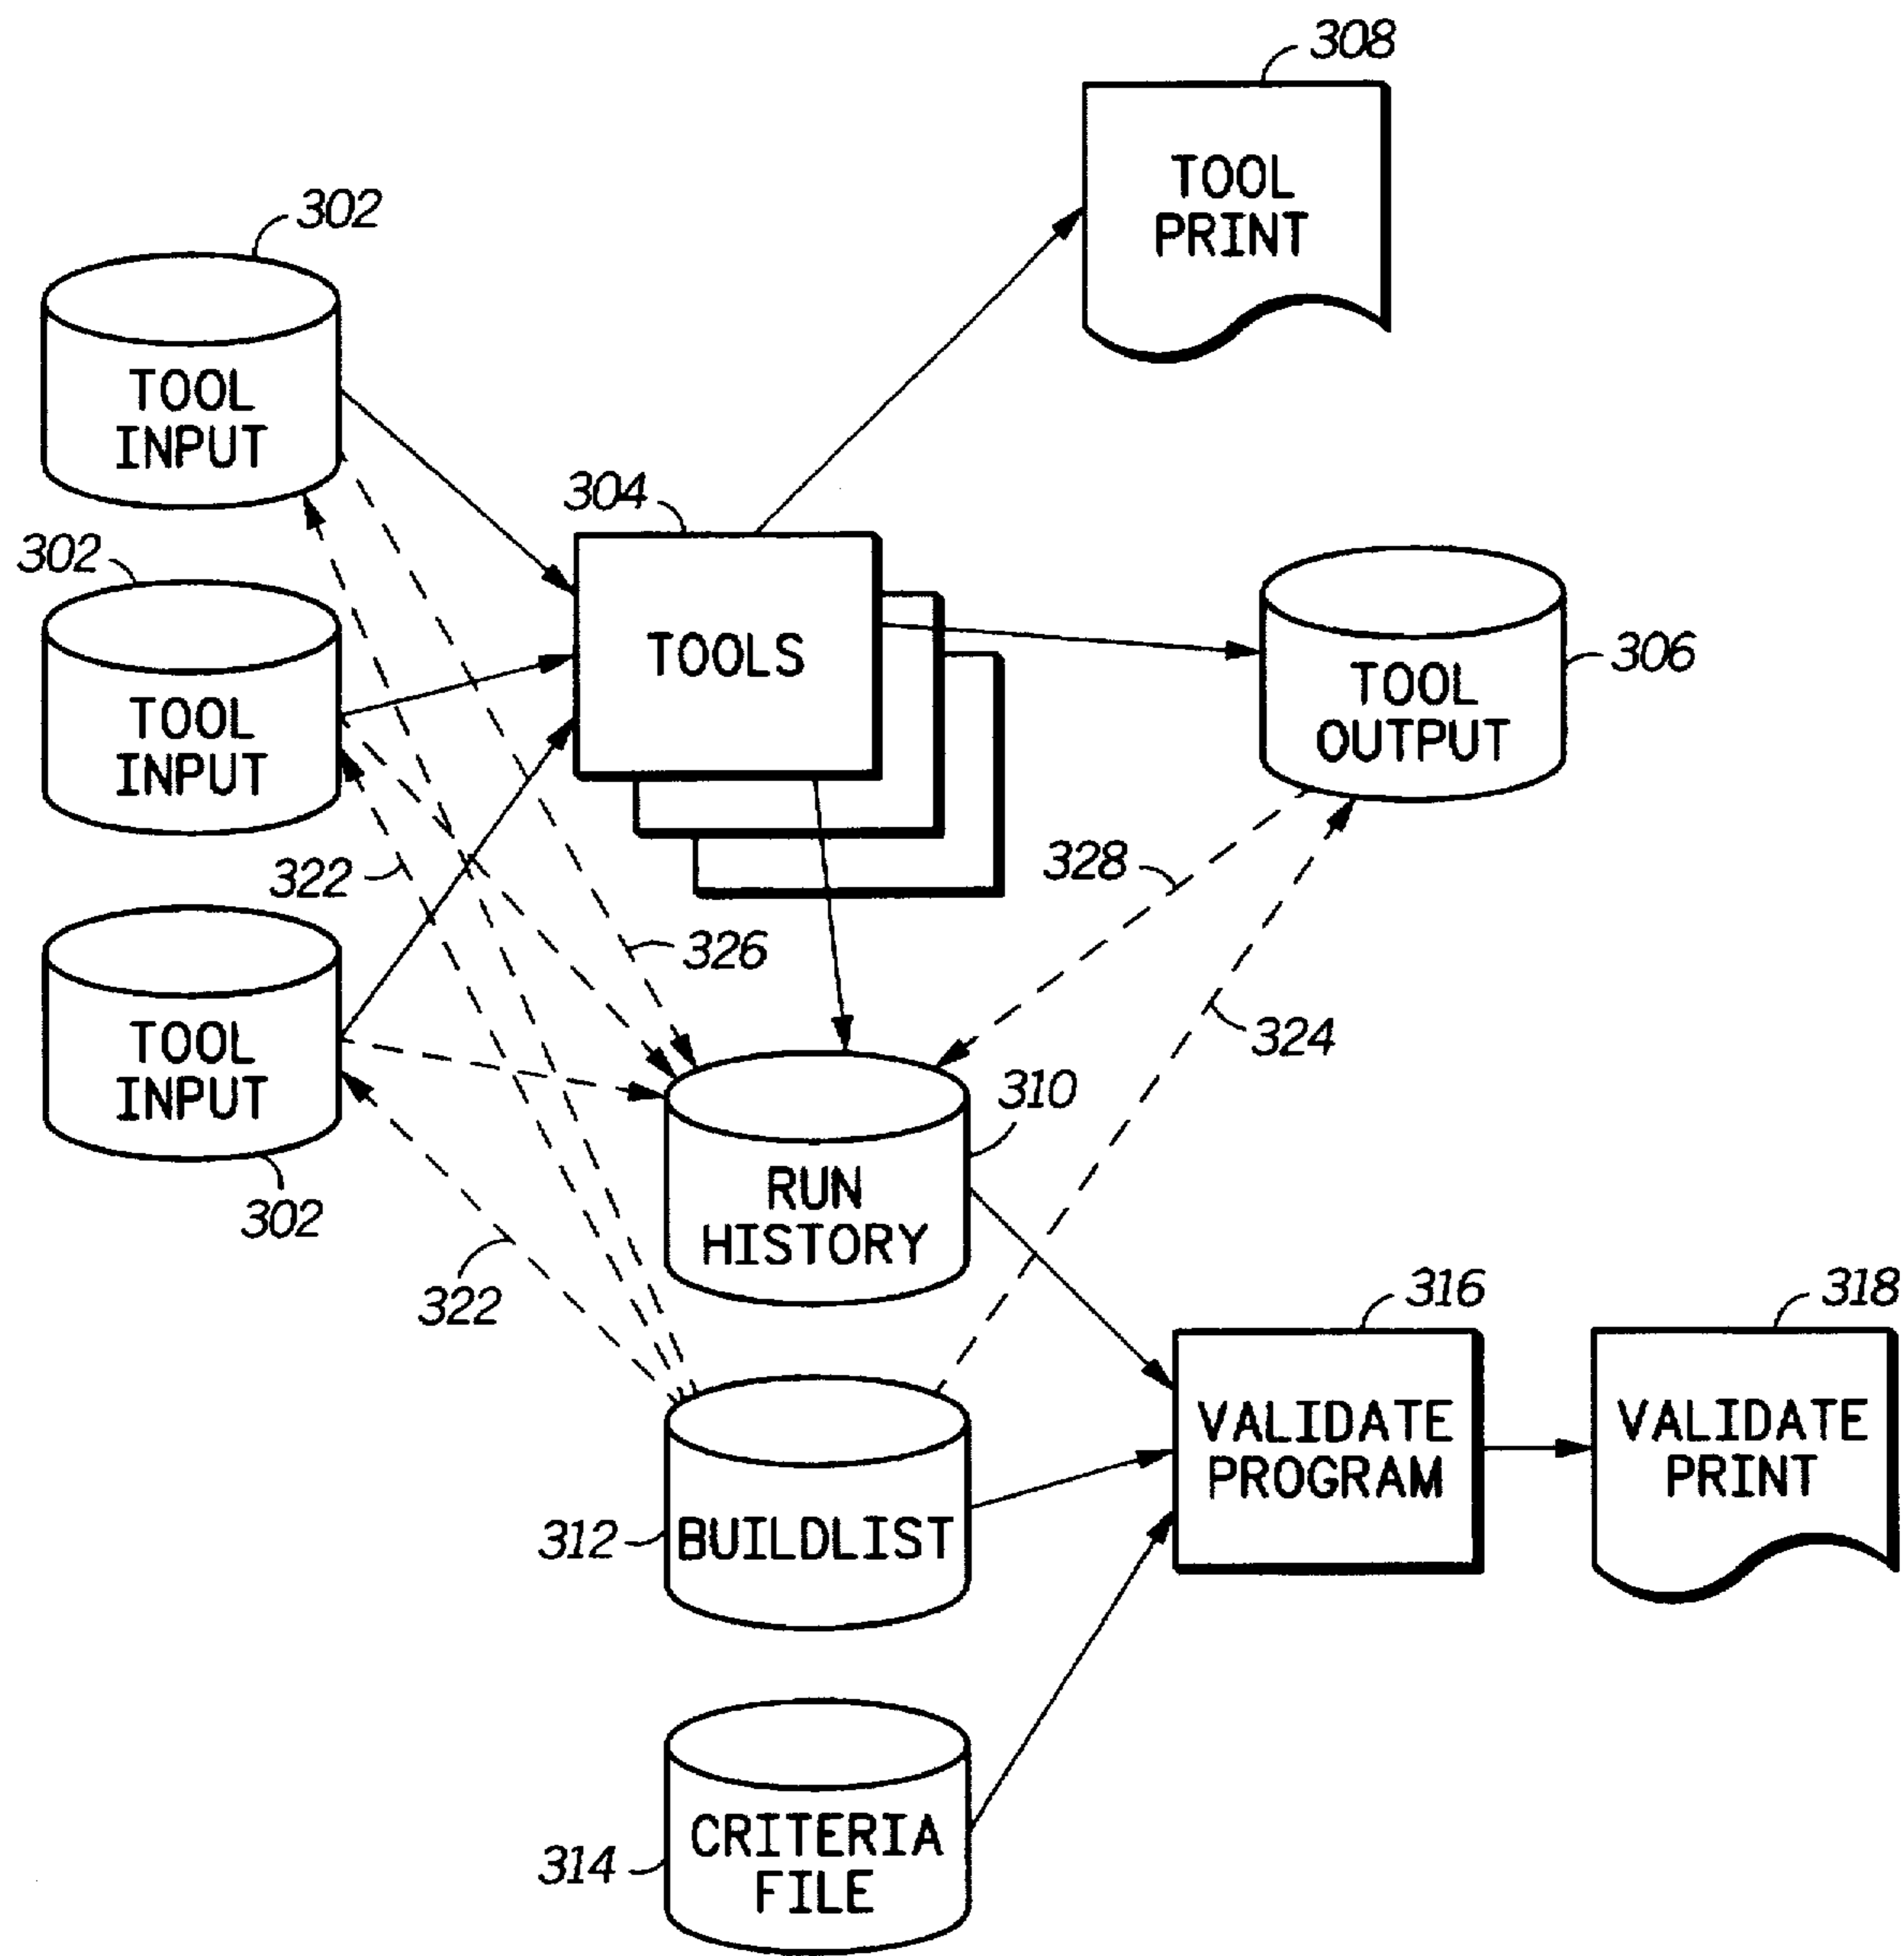 308
TOOL
PRINT
302
TOOL
INPUT
304
TOOLS
302
TOOL
INPUT
306
TOOL
OUTPUT
322
328
326
324
TOOL
INPUT
302
310
RUN
HISTORY
322
316
318
VALIDATE
PROGRAM
VALIDATE
PRINT
312
BUILDLIST
314
CRITERIA
FILE